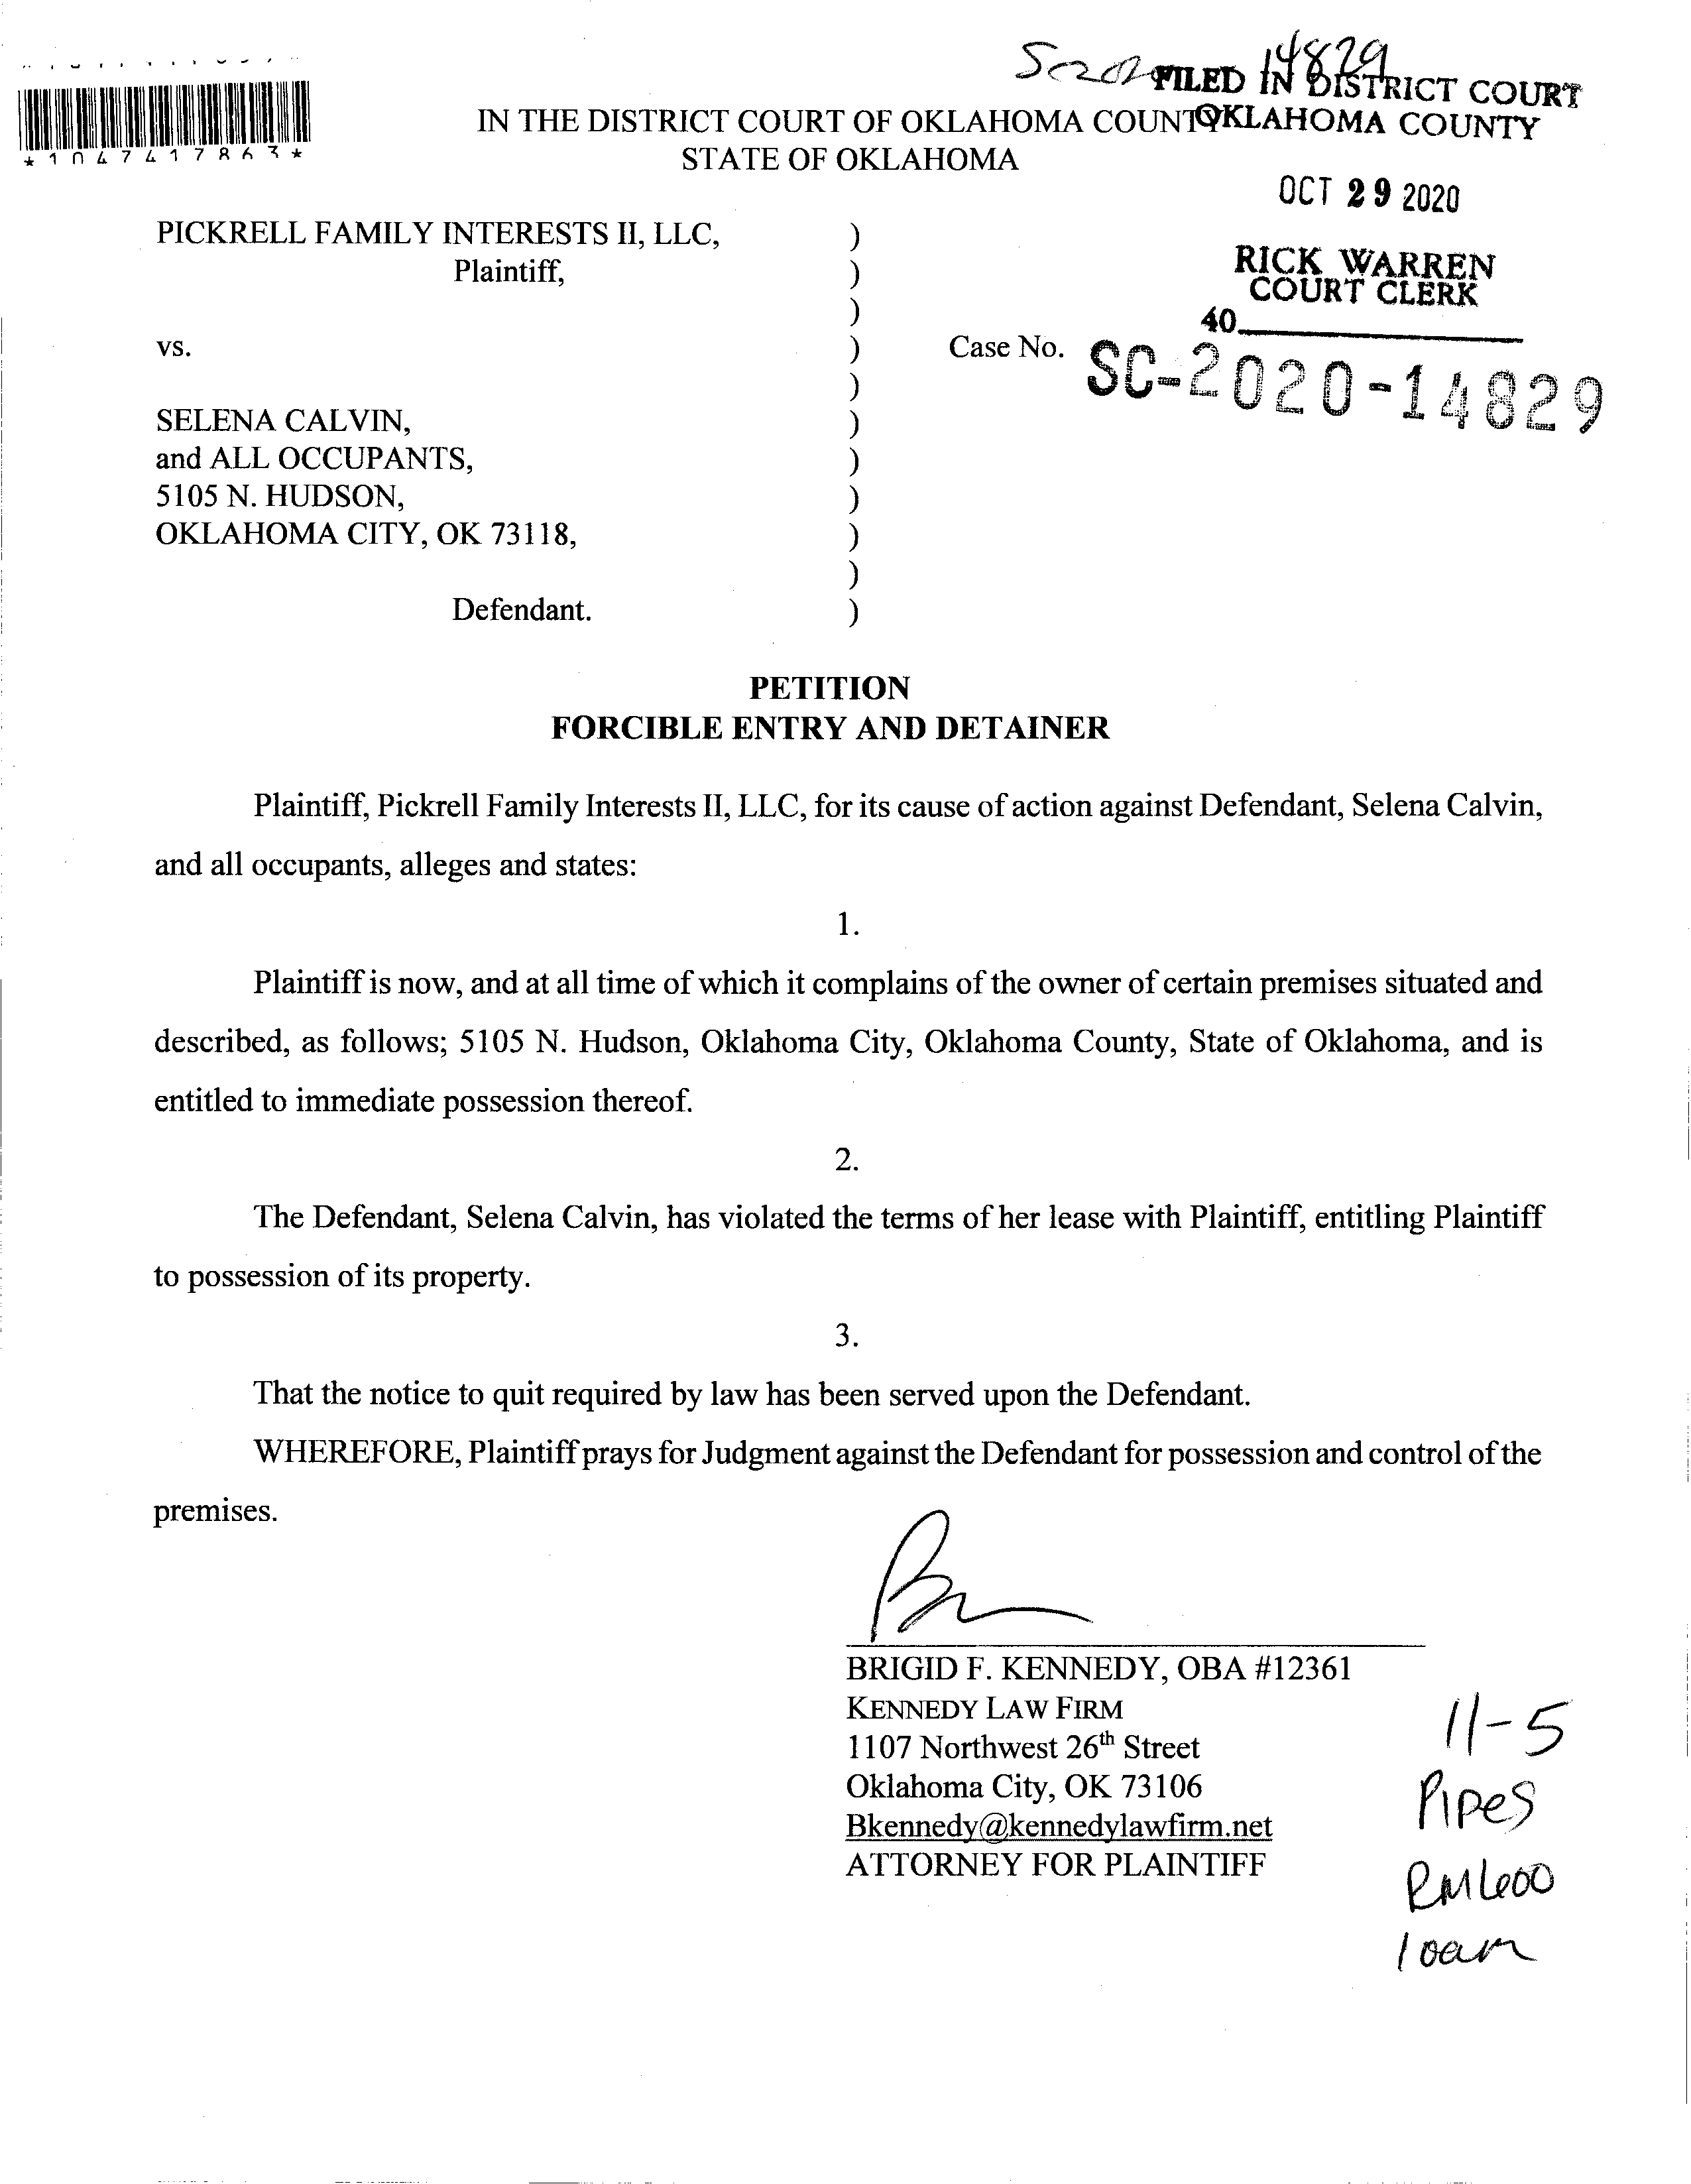 Sc202 14829
FILED IN DISTRICT COURT
OKLAHOMA COUNTY
*1047417863*
IN THE DISTRICT COURT OF OKLAHOMA COUNTY
STATE OF OKLAHOMA
OCT 29 2020
RICK WARREN
COURT CLERK
40
PICKRELL FAMILY INTERESTS II, LLC, )
Plaintiff, )
)
vs. ) Case No. SC-2020-14829
)
SELENA CALVIN, )
and ALL OCCUPANTS, )
5105 N. HUDSON, )
OKLAHOMA CITY, OK 73118, )
)
Defendant. )
PETITION
FORCIBLE ENTRY AND DETAINER
Plaintiff, Pickrell Family Interests II, LLC, for its cause of action against Defendant, Selena Calvin,
and all occupants, alleges and states:
1.
Plaintiff is now, and at all time of which it complains of the owner of certain premises situated and
described, as follows; 5105 N. Hudson, Oklahoma City, Oklahoma County, State of Oklahoma, and is
entitled to immediate possession thereof.
2.
The Defendant, Selena Calvin, has violated the terms of her lease with Plaintiff, entitling Plaintiff
to possession of its property.
3.
That the notice to quit required by law has been served upon the Defendant.
WHEREFORE, Plaintiff prays for Judgment against the Defendant for possession and control of the
premises.
BRIGID F. KENNEDY, OBA #12361
KENNEDY LAW FIRM
1107 Northwest 26th Street
Oklahoma City, OK 73106
Bkennedy@kennedylawfirm.net
ATTORNEY FOR PLAINTIFF
11-5
Pipes
RM600
10am